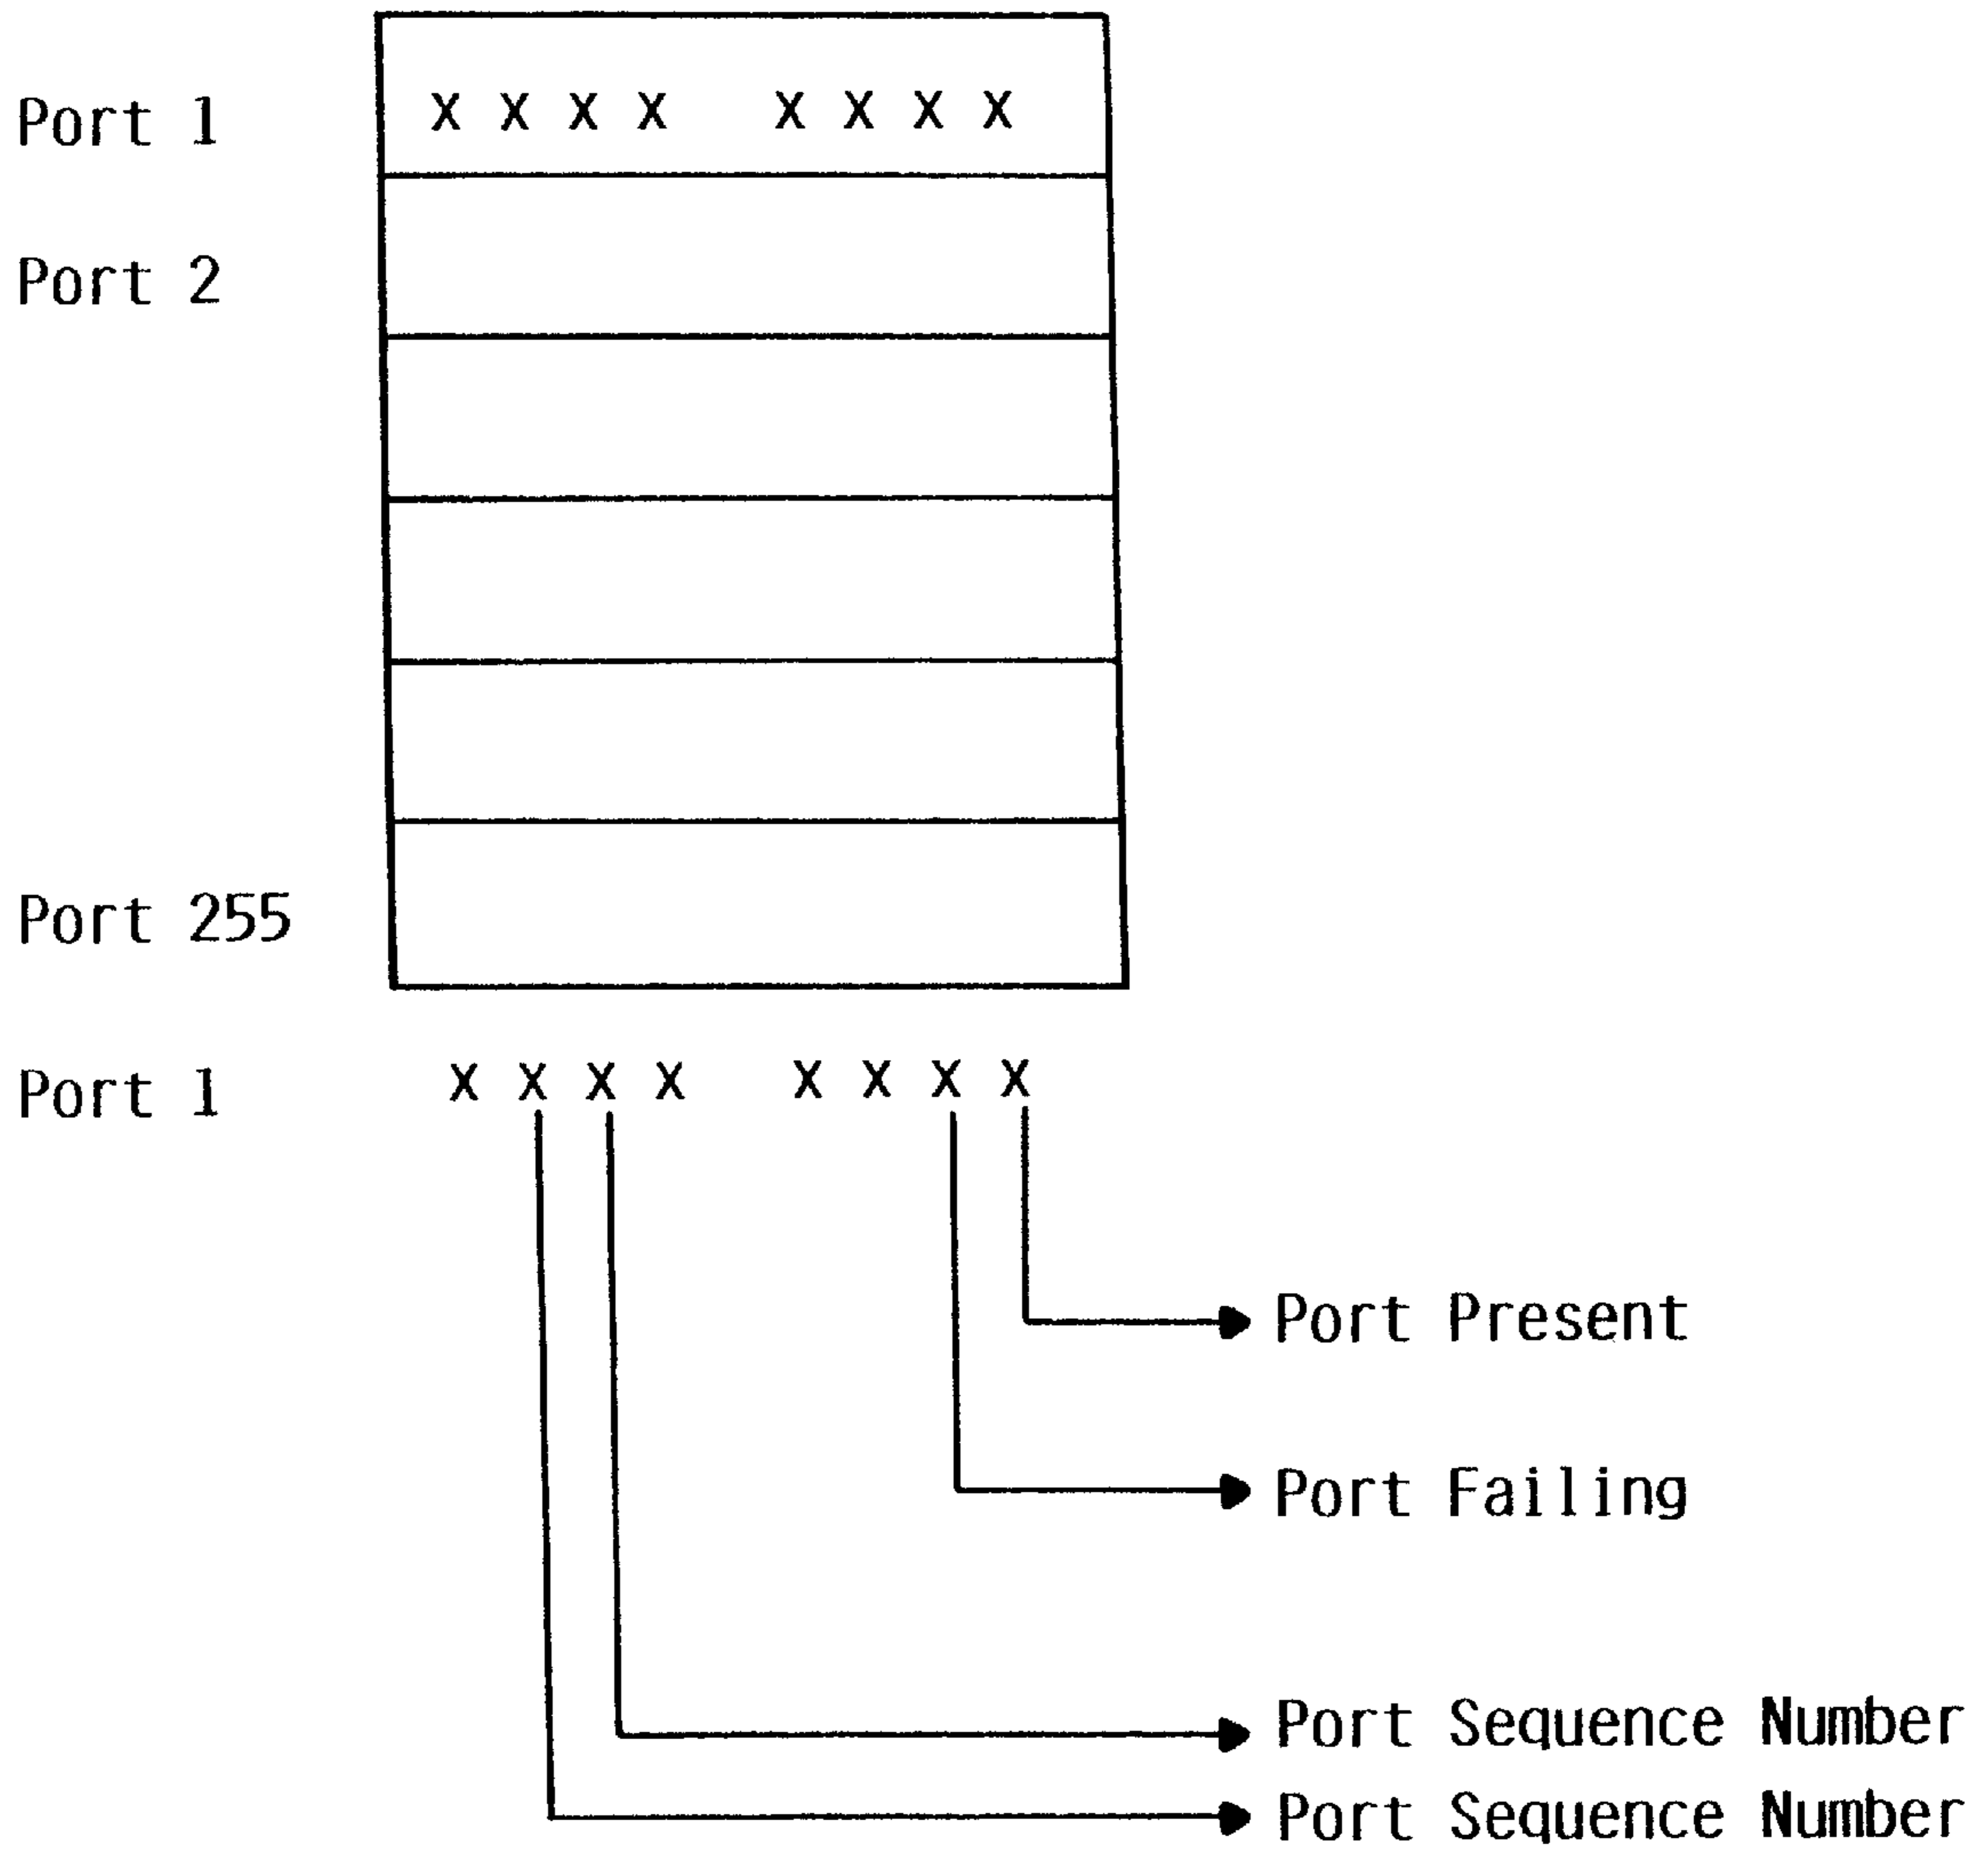 Port 1 X X X X X X X X
Port 2
Port 255
Port 1 X X X X X X X X
Port Present
Port Failing
Port Sequence Number
Port Sequence Number